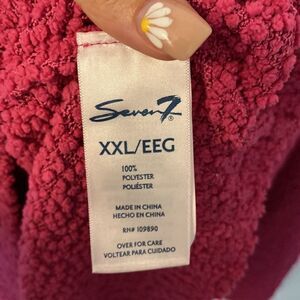 Seven7®
XXL/EEG
100%
POLYESTER
POLIÉSTER
MADE IN CHINA
HECHO EN CHINA
RN# 109890
OVER FOR CARE
VOLTEAR PARA CUIDADO